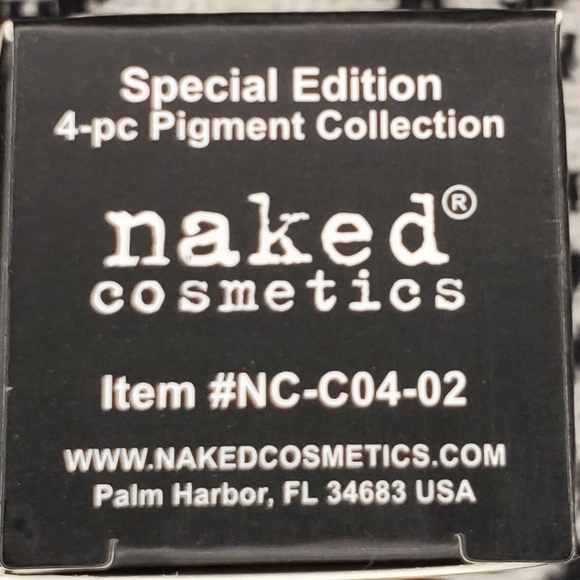 Special Edition
4-pc Pigment Collection
naked®
cosmetics
Item #NC-C04-02
WWW.NAKEDCOSMETICS.COM
Palm Harbor, FL 34683 USA